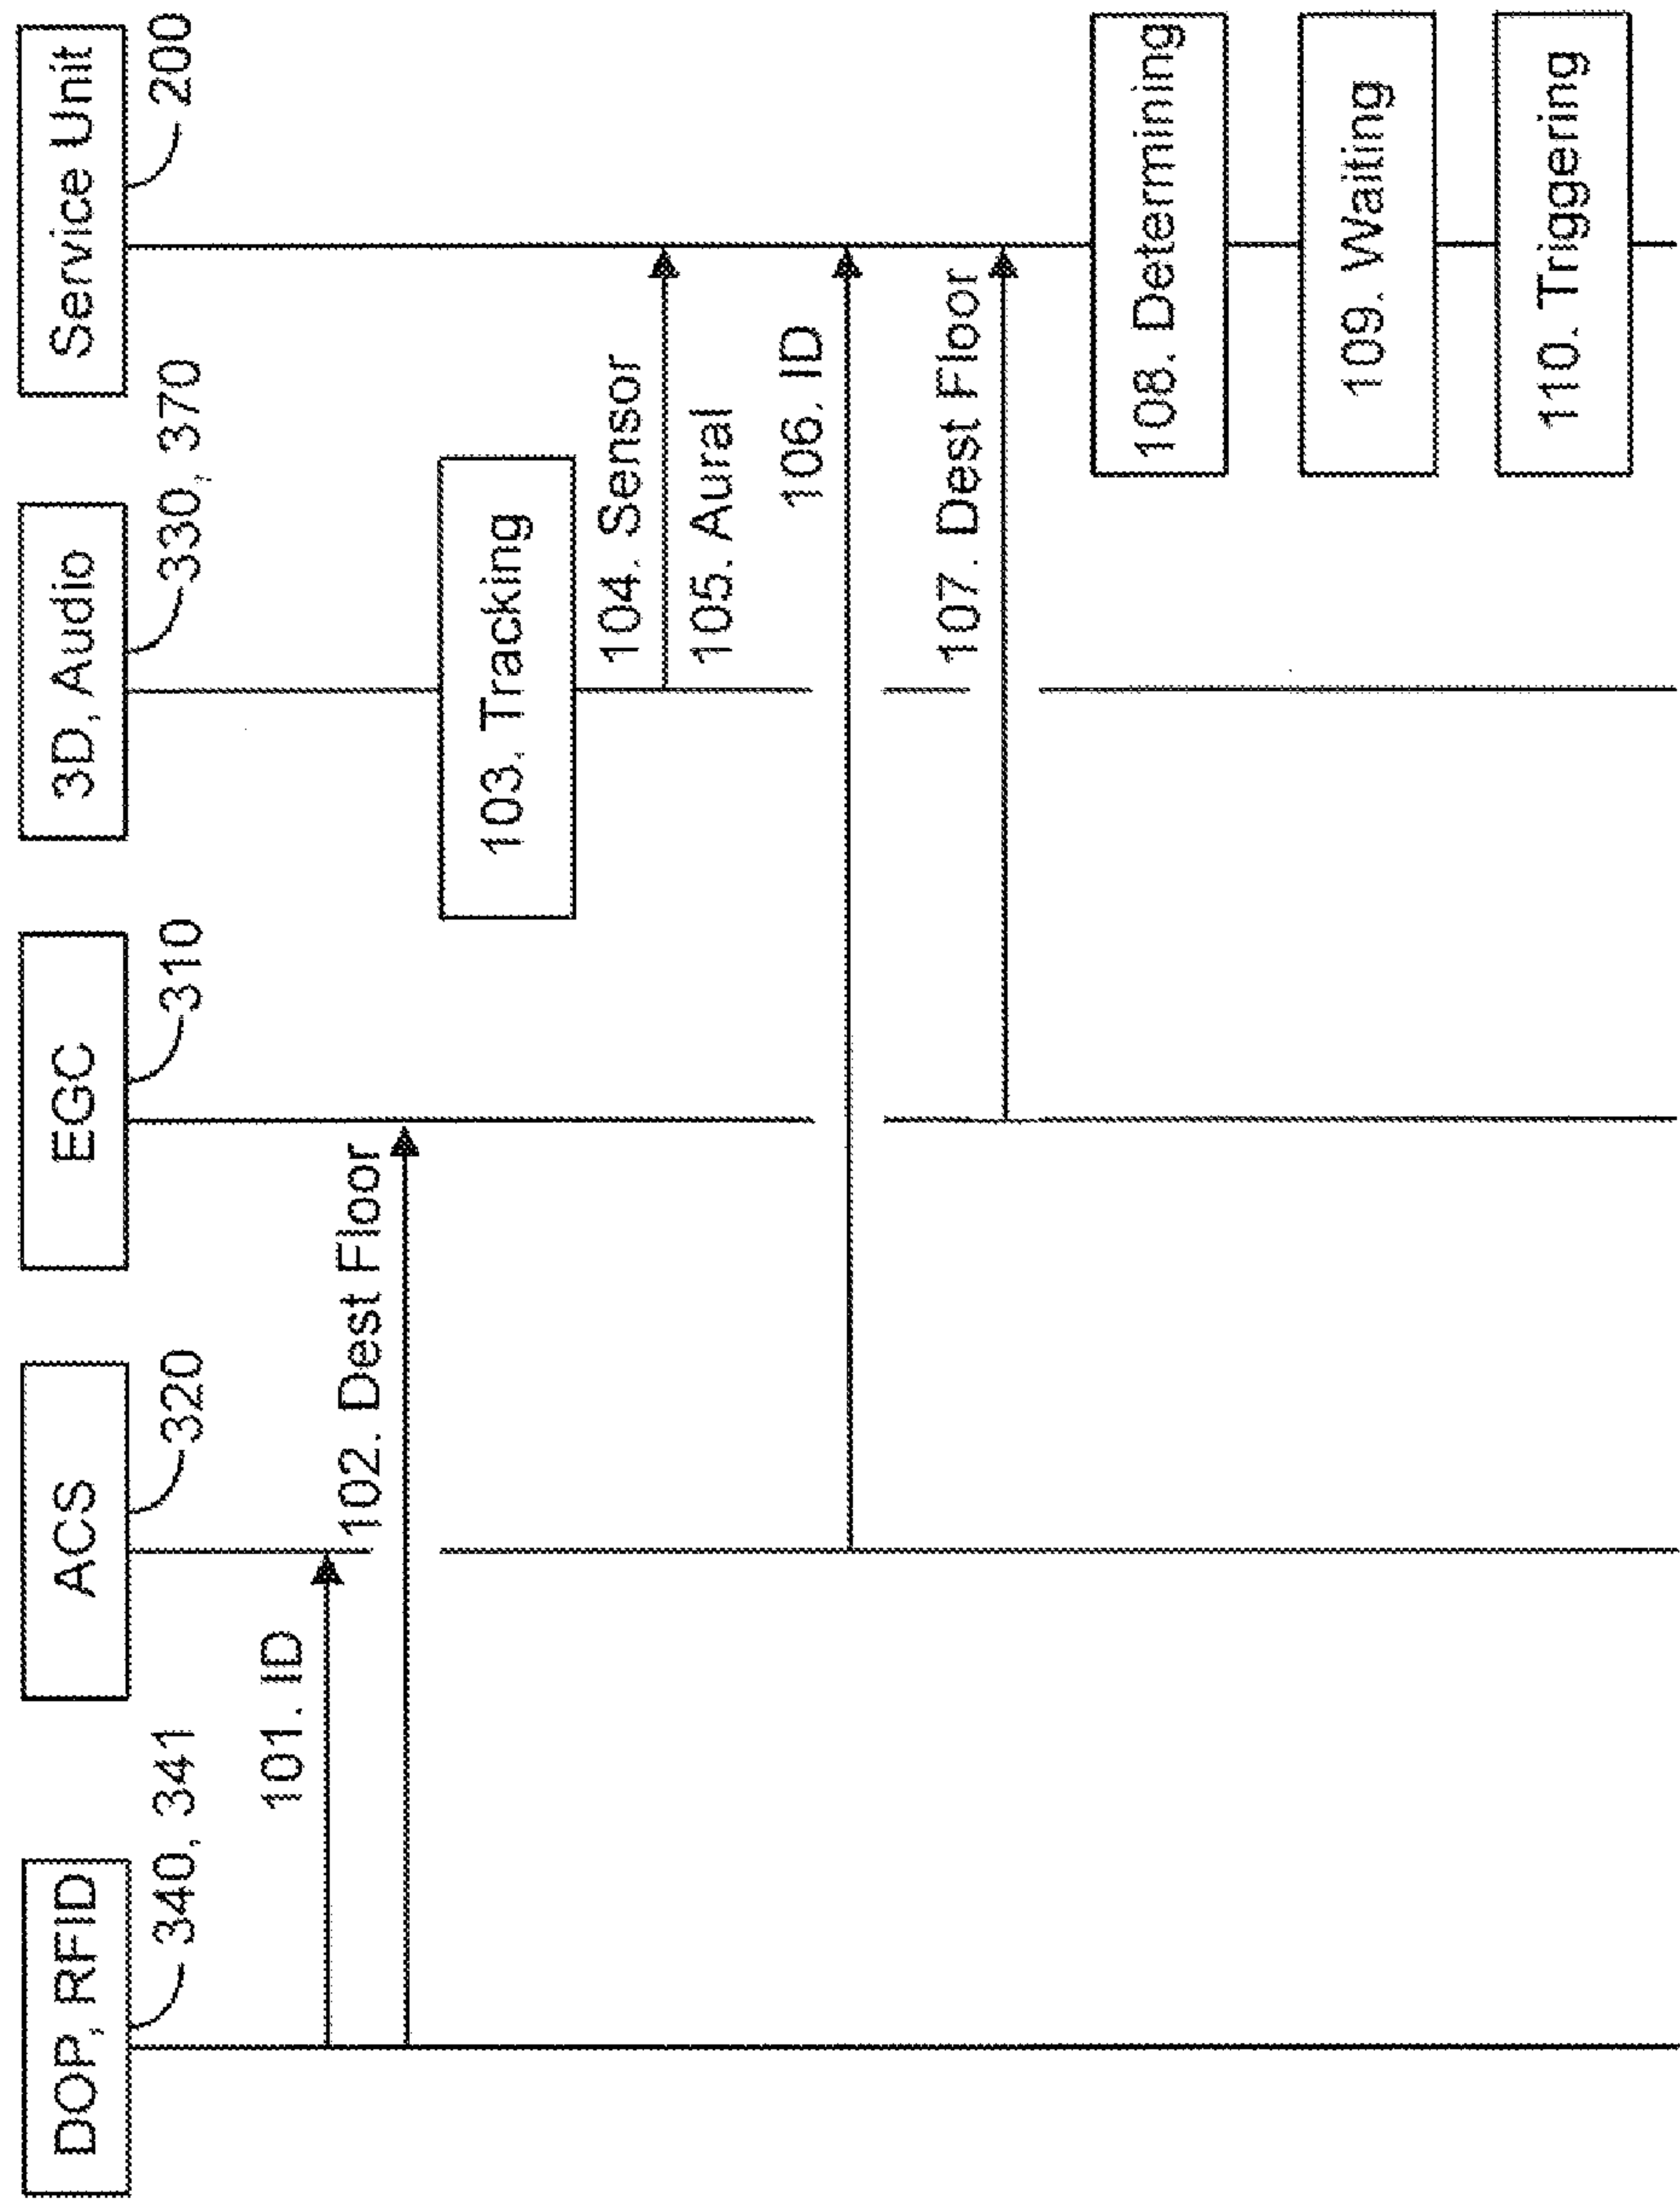 DOP, RFID
ACS
EGC
3D, Audio
Service Unit
340, 341
320
310
330, 370
200
101. ID
102. Dest Floor
103. Tracking
104. Sensor
105. Aural
106. ID
107. Dest Floor
108. Determining
109. Waiting
110. Triggering